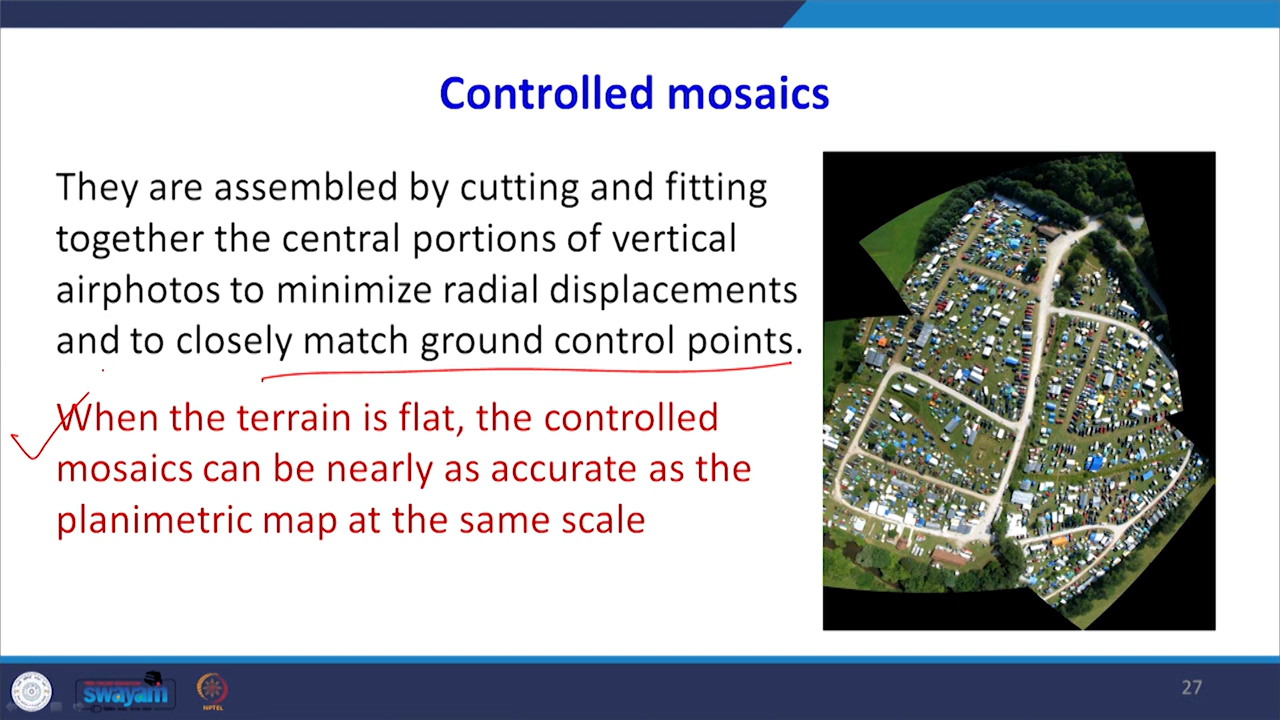 Controlled mosaics
They are assembled by cutting and fitting
together the central portions of vertical
airphotos to minimize radial displacements
and to closely match ground control points.
When the terrain is flat, the controlled
mosaics can be nearly as accurate as the
planimetric map at the same scale
swayam
NPTEL
27